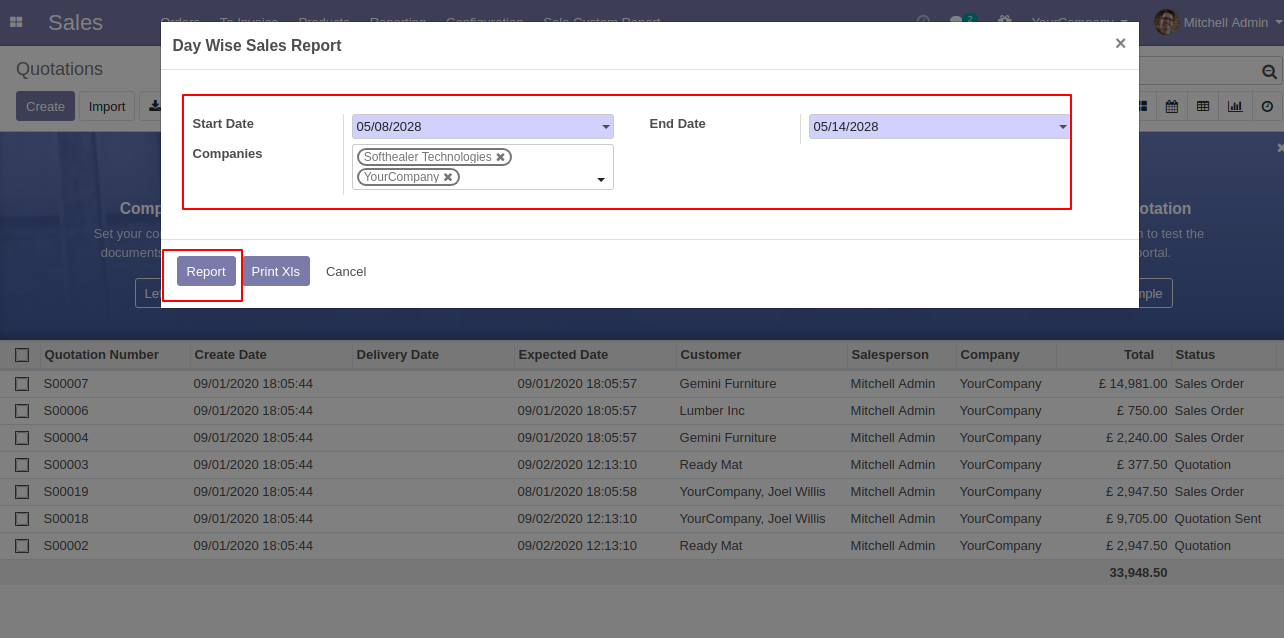 Sales Orders To Invoice Products Reporting Configuration Sale Custom Report 2 YourCompany Mitchell Admin
Day Wise Sales Report ×
Quotations
Create Import
Start Date 05/08/2028 End Date 05/14/2028
Companies Softhealer Technologies ✖
YourCompany ✖
Set your
documents
to test the
Report Print Xls Cancel
Quotation Number Create Date Delivery Date Expected Date Customer Salesperson Company Total Status
S00007 09/01/2020 18:05:44 09/01/2020 18:05:57 Gemini Furniture Mitchell Admin YourCompany £ 14,981.00 Sales Order
S00006 09/01/2020 18:05:44 09/01/2020 18:05:57 Lumber Inc Mitchell Admin YourCompany £ 750.00 Sales Order
S00004 09/01/2020 18:05:44 09/01/2020 18:05:57 Gemini Furniture Mitchell Admin YourCompany £ 2,240.00 Sales Order
S00003 09/01/2020 18:05:44 09/02/2020 12:13:10 Ready Mat Mitchell Admin YourCompany £ 377.50 Quotation
S00019 09/01/2020 18:05:44 08/01/2020 18:05:58 YourCompany, Joel Willis Mitchell Admin YourCompany £ 2,947.50 Sales Order
S00018 09/01/2020 18:05:44 09/02/2020 12:13:10 YourCompany, Joel Willis Mitchell Admin YourCompany £ 9,705.00 Quotation Sent
S00002 09/01/2020 18:05:44 09/02/2020 12:13:10 Ready Mat Mitchell Admin YourCompany £ 2,947.50 Quotation
33,948.50